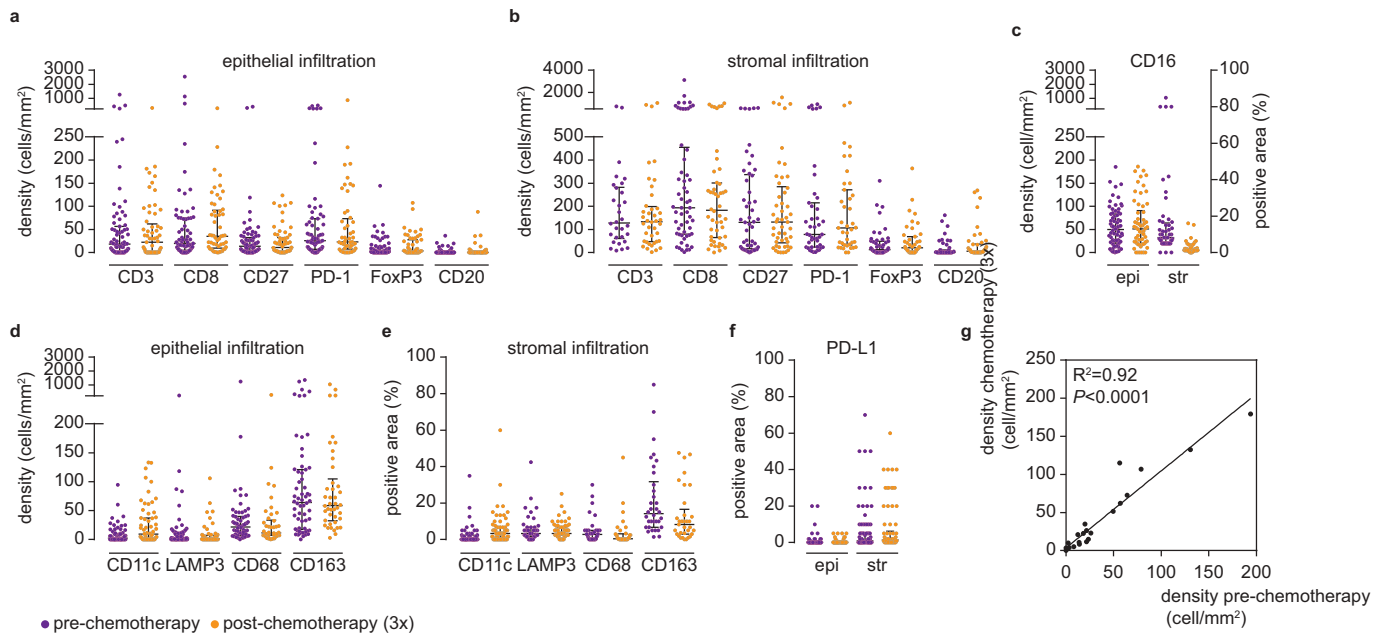 a
epithelial infiltration
density (cells/mm²)
3000
2000
1000
250
200
150
100
50
0
CD3 CD8 CD27 PD-1 FoxP3 CD20
b
stromal infiltration
density (cells/mm²)
4000
2000
500
400
300
200
100
0
CD3 CD8 CD27 PD-1 FoxP3 CD20
c
CD16
density (cell/mm²)
3000
2000
1000
250
200
150
100
50
0
100
80
60
40
20
0
positive area (%)
epi str
d
epithelial infiltration
density (cells/mm²)
3000
2000
1000
200
150
100
50
0
CD11c LAMP3 CD68 CD163
e
stromal infiltration
positive area (%)
100
80
60
40
20
0
CD11c LAMP3 CD68 CD163
f
PD-L1
positive area (%)
100
80
60
40
20
0
epi str
g
density chemotherapy (3x)
(cell/mm²)
250
200
150
100
50
0
R²=0.92
P<0.0001
0 50 100 150 200
density pre-chemotherapy
(cell/mm²)
pre-chemotherapy post-chemotherapy (3x)